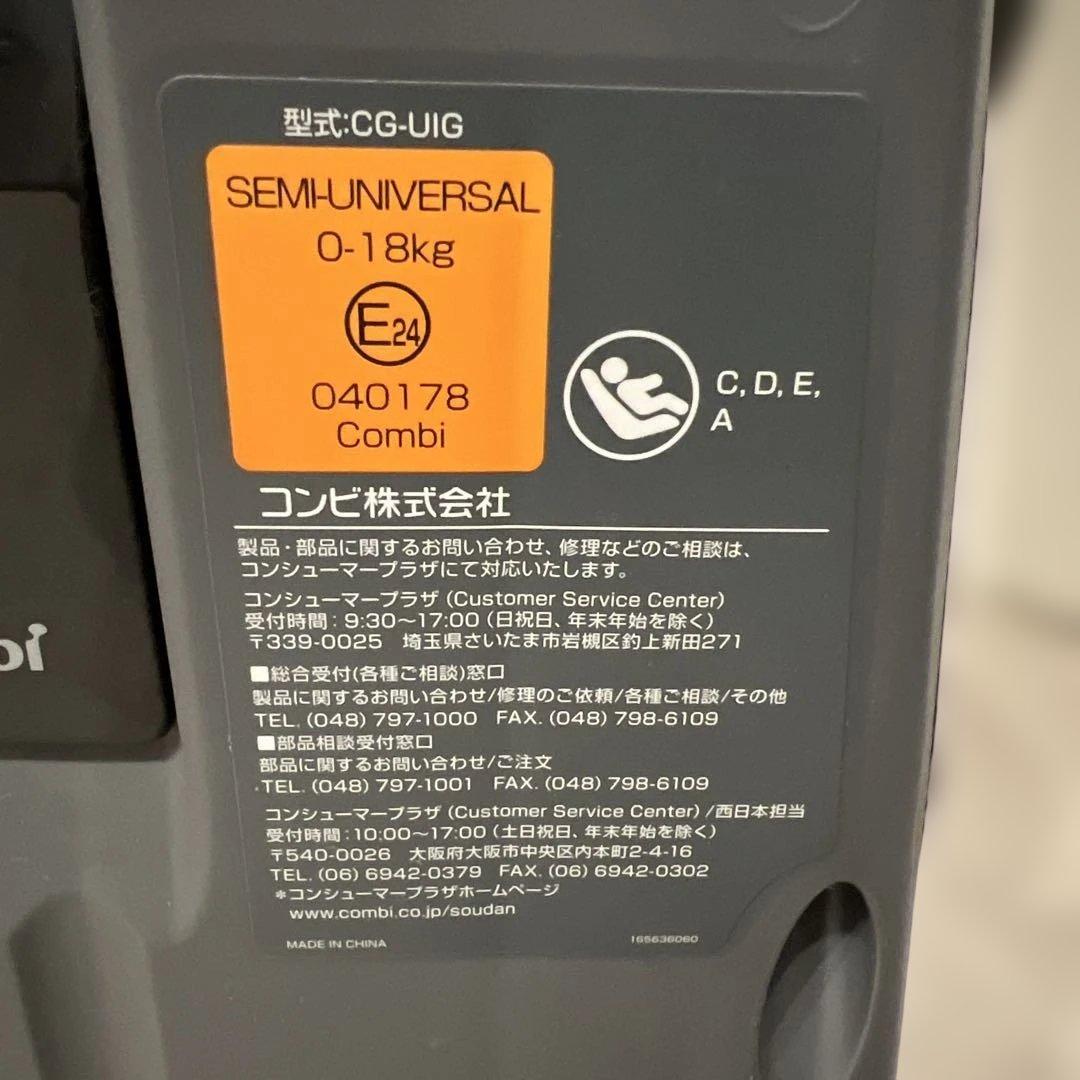 型式:CG-UIG
SEMI-UNIVERSAL
0-18kg
E24
040178
Combi
C, D, E,
A
コンビ株式会社
製品・部品に関するお問い合わせ、修理などのご相談は、
コンシューマープラザにて対応いたします。
コンシューマープラザ (Customer Service Center)
受付時間：9:30〜17:00 (日祝日、年末年始を除く)
〒339-0025 埼玉県さいたま市岩槻区釣上新田271
■総合受付(各種ご相談)窓口
製品に関するお問い合わせ/修理のご依頼/各種ご相談/その他
TEL. (048) 797-1000 FAX. (048) 798-6109
■部品相談受付窓口
部品に関するお問い合わせ/ご注文
TEL. (048) 797-1001 FAX. (048) 798-6109
コンシューマープラザ (Customer Service Center) /西日本担当
受付時間：10:00〜17:00 (土日祝日、年末年始を除く)
〒540-0026 大阪府大阪市中央区内本町2-4-16
TEL. (06) 6942-0379 FAX. (06) 6942-0302
＊コンシューマープラザホームページ
www.combi.co.jp/soudan
MADE IN CHINA 165636060